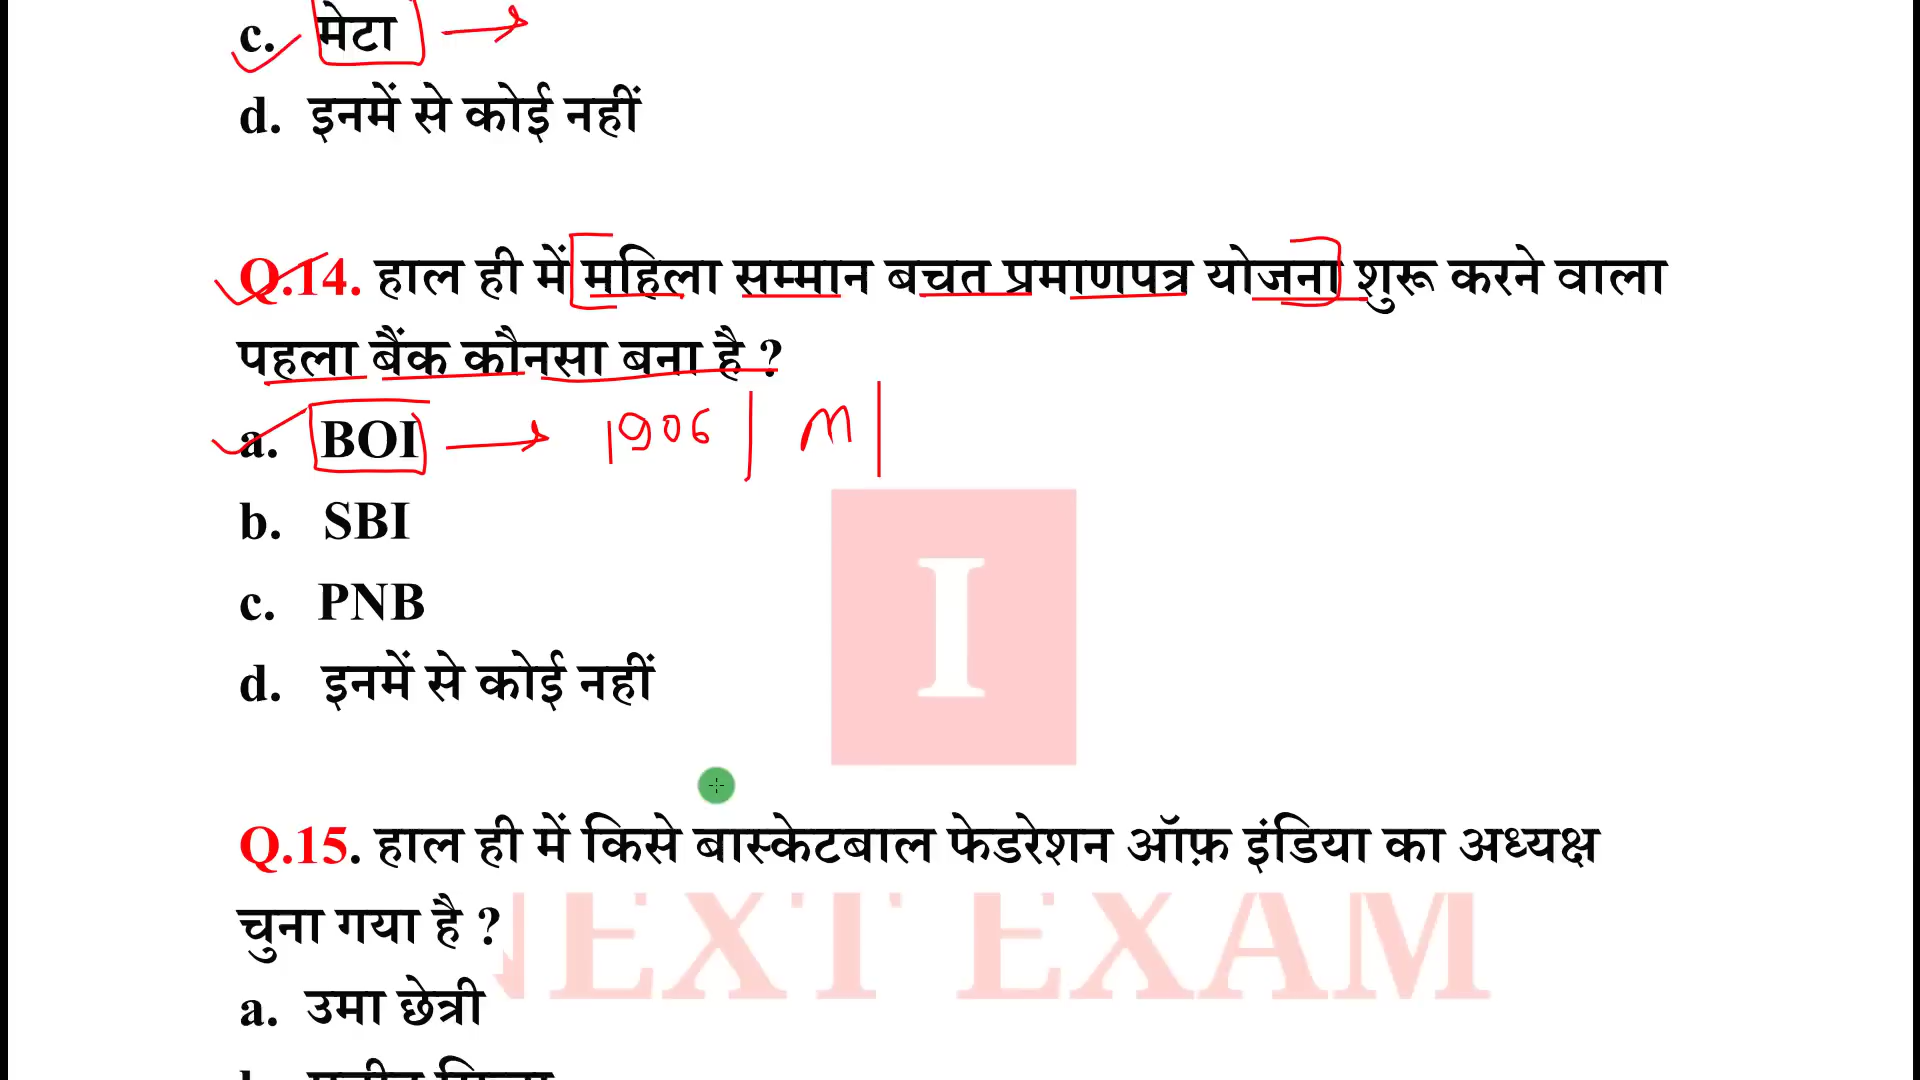 c. मेटा
d. इनमें से कोई नहीं
Q.14. हाल ही में महिला सम्मान बचत प्रमाणपत्र योजना शुरू करने वाला
पहला बैंक कौनसा बना है ?
a. BOI 1906 M
b. SBI
c. PNB
d. इनमें से कोई नहीं
I
Q.15. हाल ही में किसे बास्केटबाल फेडरेशन ऑफ़ इंडिया का अध्यक्ष
चुना गया है ?
NEXT EXAM
a. उमा छेत्री